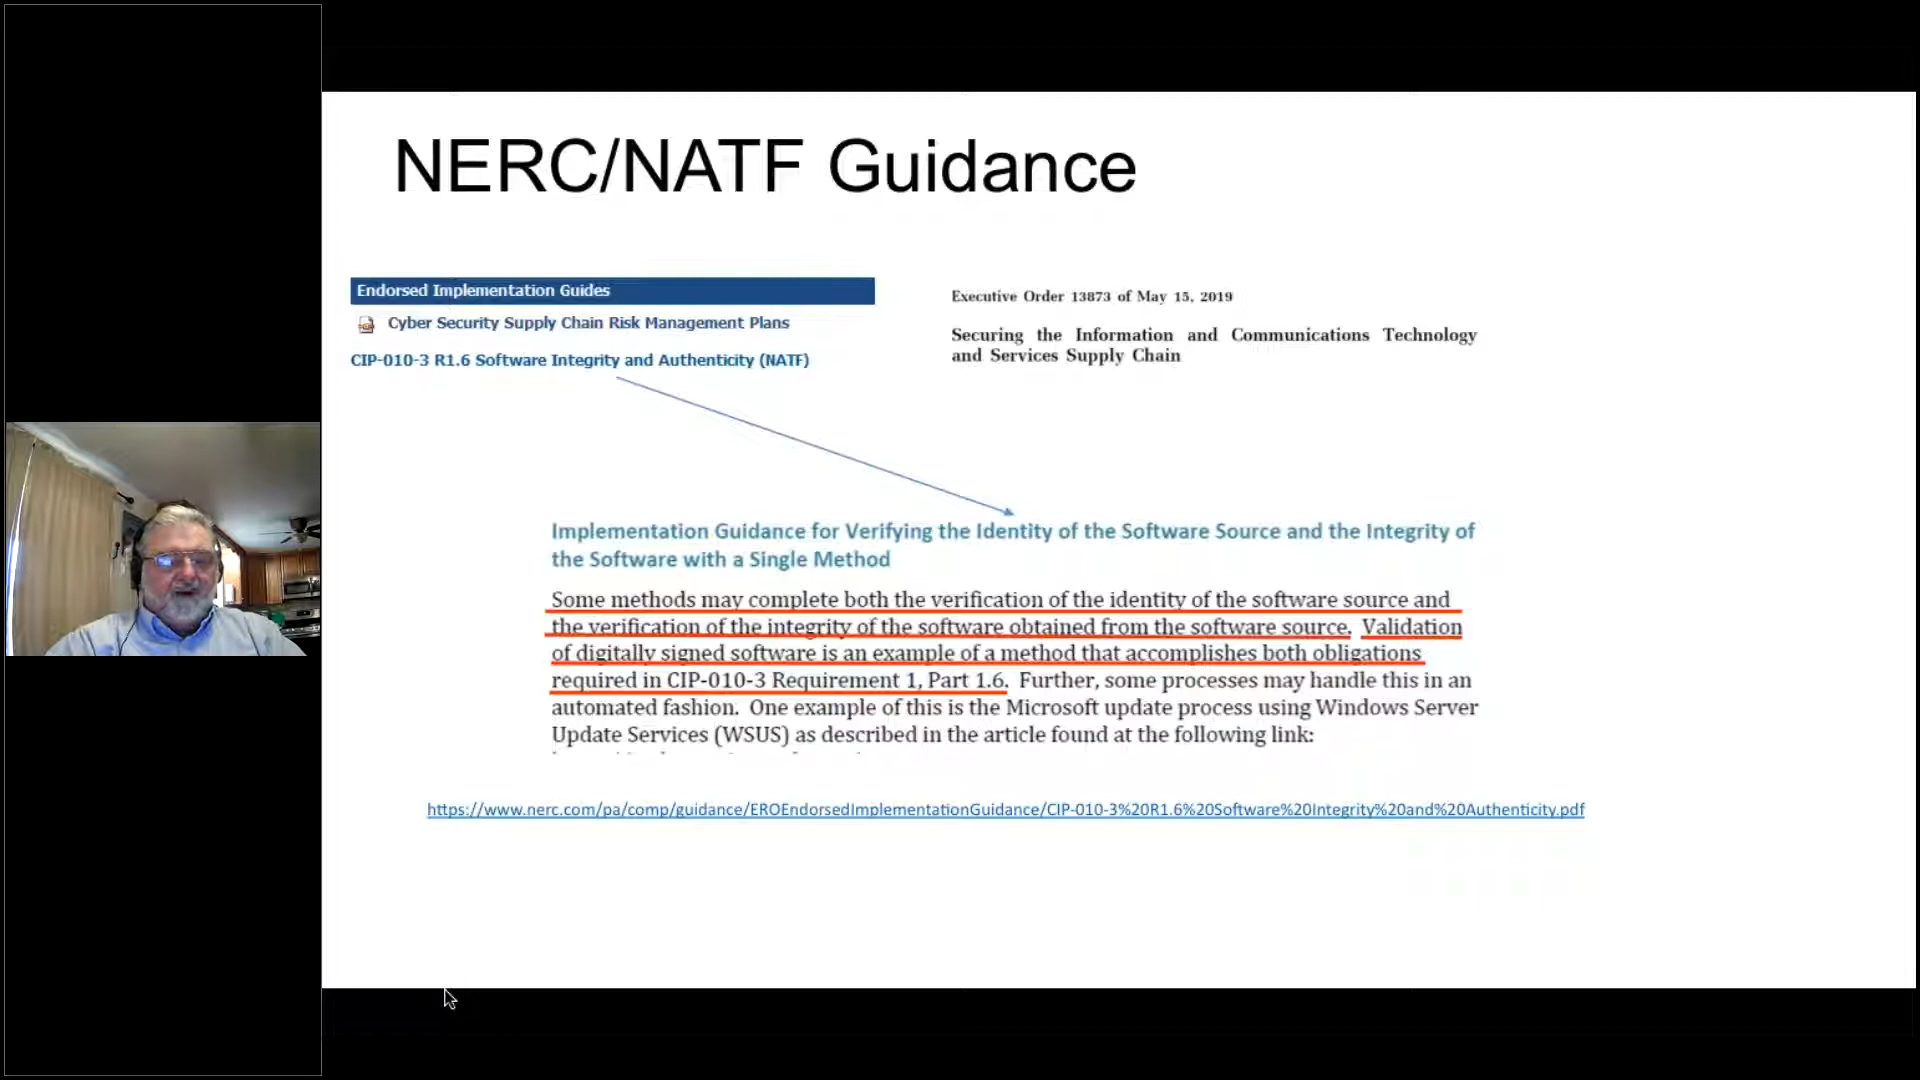 NERC/NATF Guidance
Endorsed Implementation Guides
Cyber Security Supply Chain Risk Management Plans
CIP-010-3 R1.6 Software Integrity and Authenticity (NATF)
Executive Order 13873 of May 15, 2019
Securing the Information and Communications Technology
and Services Supply Chain
Implementation Guidance for Verifying the Identity of the Software Source and the Integrity of
the Software with a Single Method
Some methods may complete both the verification of the identity of the software source and
the verification of the integrity of the software obtained from the software source. Validation
of digitally signed software is an example of a method that accomplishes both obligations
required in CIP-010-3 Requirement 1, Part 1.6. Further, some processes may handle this in an
automated fashion. One example of this is the Microsoft update process using Windows Server
Update Services (WSUS) as described in the article found at the following link:
https://www.nerc.com/pa/comp/guidance/EROEndorsedImplementationGuidance/CIP-010-3%20R1.6%20Software%20Integrity%20and%20Authenticity.pdf